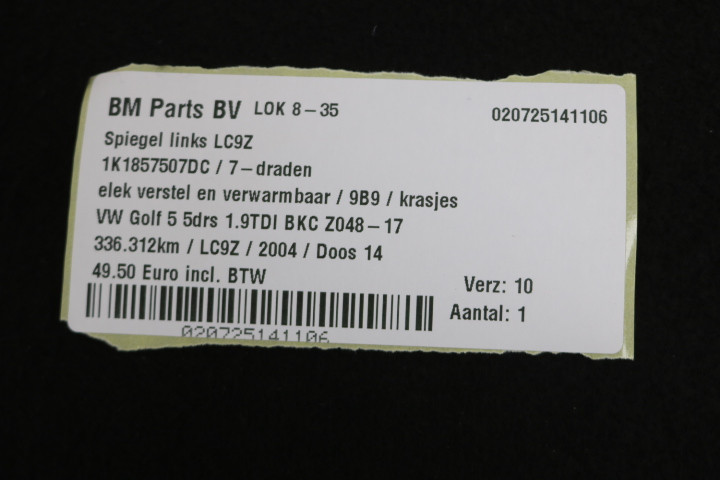 BM Parts BV LOK 8-35 020725141106
Spiegel links LC9Z
1K1857507DC / 7-draden
elek verstel en verwarmbaar / 9B9 / krasjes
VW Golf 5 5drs 1.9TDI BKC Z048-17
336.312km / LC9Z / 2004 / Doos 14
49.50 Euro incl. BTW
Verz: 10
Aantal: 1
020725141106